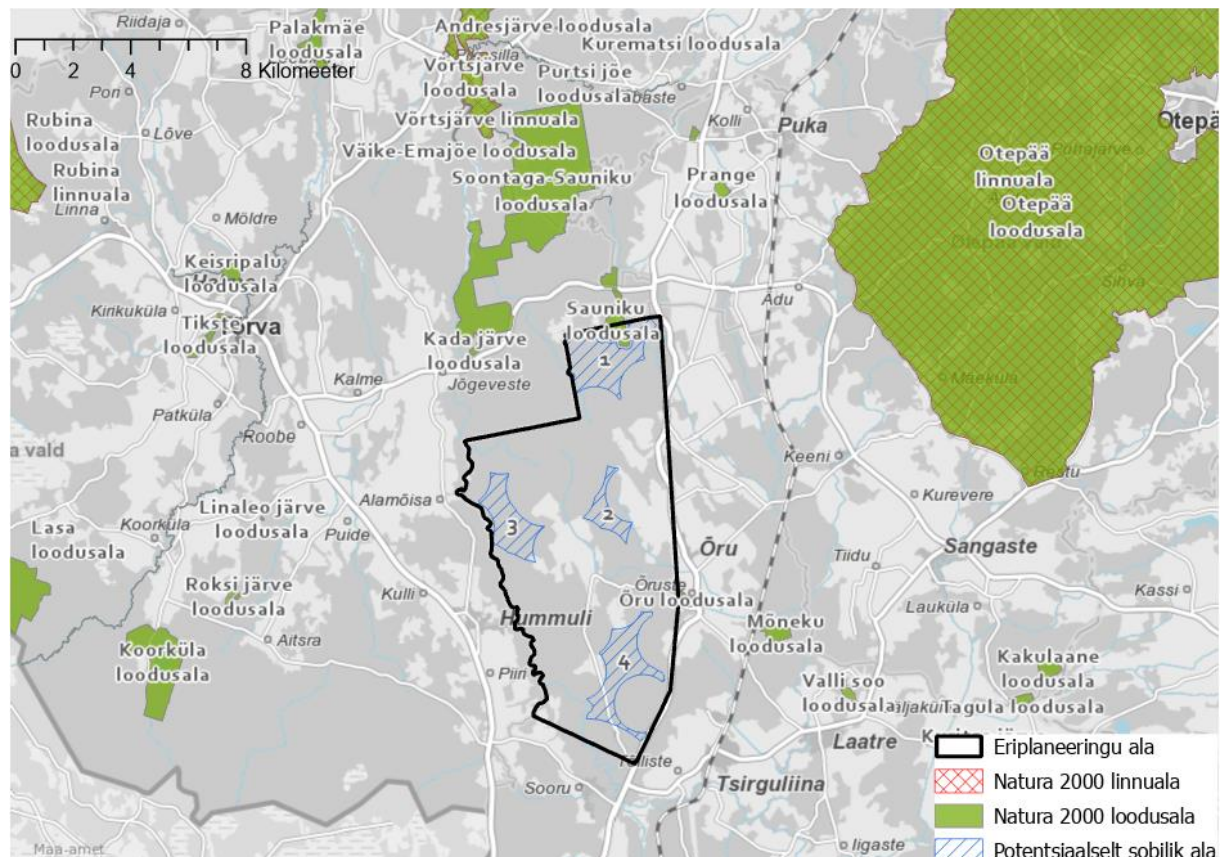 Riidaja
Palakmäe
loodusala
Andresjärve loodusala
Kurematsi loodusala
0 2 4 8 Kilomeeter
Pori
Võrtsjärve
loodusala
Purtsi jõe
loodusala
Rubina
loodusala
Lõve
Võrtsjärve linnuala
Kolli
Puka
Otepä
Väike-Emajõe loodusala
Rubina
linnuala
Soontaga-Sauniku
loodusala
Prange
loodusala
Otepää
linnuala
Otepää
loodusala
Linna
Möldre
Keisripalu
loodusala
Sihva
Kirikuküla
Tikste
loodusala
Sauniku
loodusala
Adu
Kada järve
loodusala
1
Jõgeveste
Kalme
Mäeküla
Patküla
Roobe
a vald
Keeni
Restu
Alamõisa
Kurevere
Linaleo järve
loodusala
Lasa
loodusala
Koorküla
Puide
3
2
Õru
Sangaste
Tiidu
Kassi
Roksi järve
loodusala
Kulli
Õruste
Õru loodusala
Laukula
Hummuli
Mõneku
loodusala
Aitsra
Koorküla
loodusala
4
Kakulaane
loodusala
Piiri
Valli soo
loodusala
Tagula loodusala
Laatre
Sooru
Tsirguliina
Iigaste
Maa-amet
Eriplaneeringu ala
Natura 2000 linnuala
Natura 2000 loodusala
Potentsiaalselt sobilik ala